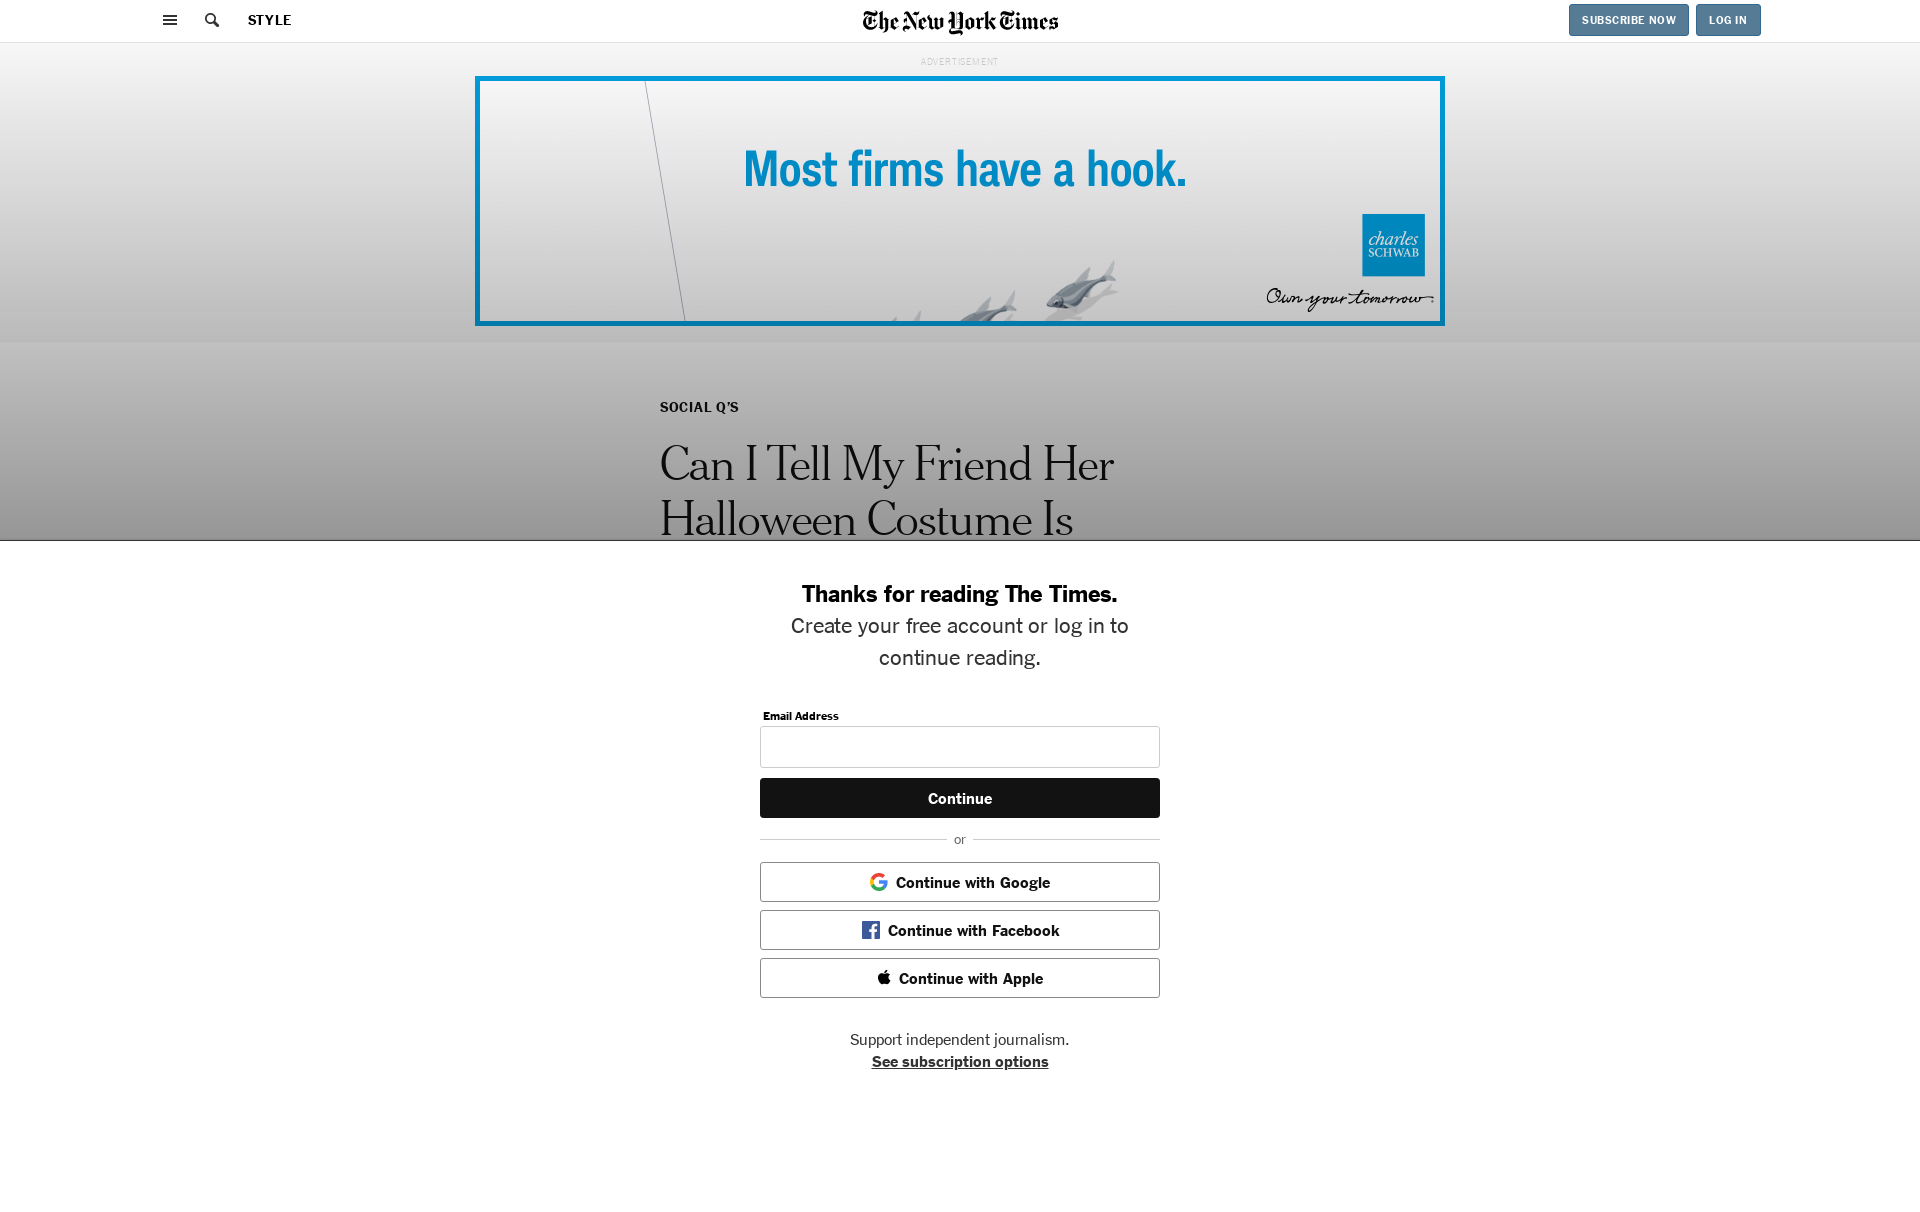 STYLE
The New York Times
SUBSCRIBE NOW
LOG IN
ADVERTISEMENT
Most firms have a hook.
charles
SCHWAB
Own your tomorrow
SOCIAL Q'S
Can I Tell My Friend Her
Halloween Costume Is
Thanks for reading The Times.
Create your free account or log in to
continue reading.
Email Address
Continue
or
Continue with Google
Continue with Facebook
Continue with Apple
Support independent journalism.
See subscription options